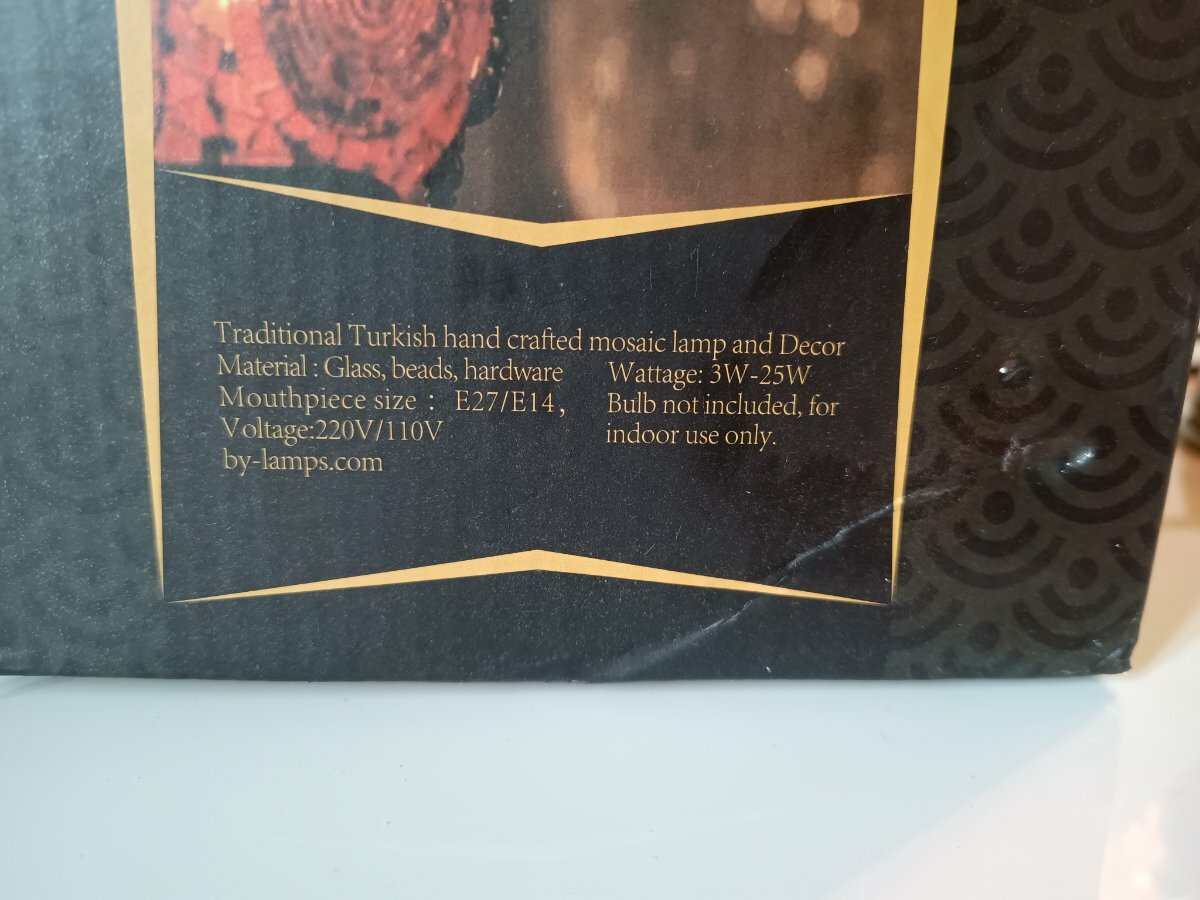 Traditional Turkish hand crafted mosaic lamp and Decor
Material : Glass, beads, hardware
Mouthpiece size : E27/E14,
Voltage:220V/110V
by-lamps.com
Wattage: 3W-25W
Bulb not included, for
indoor use only.